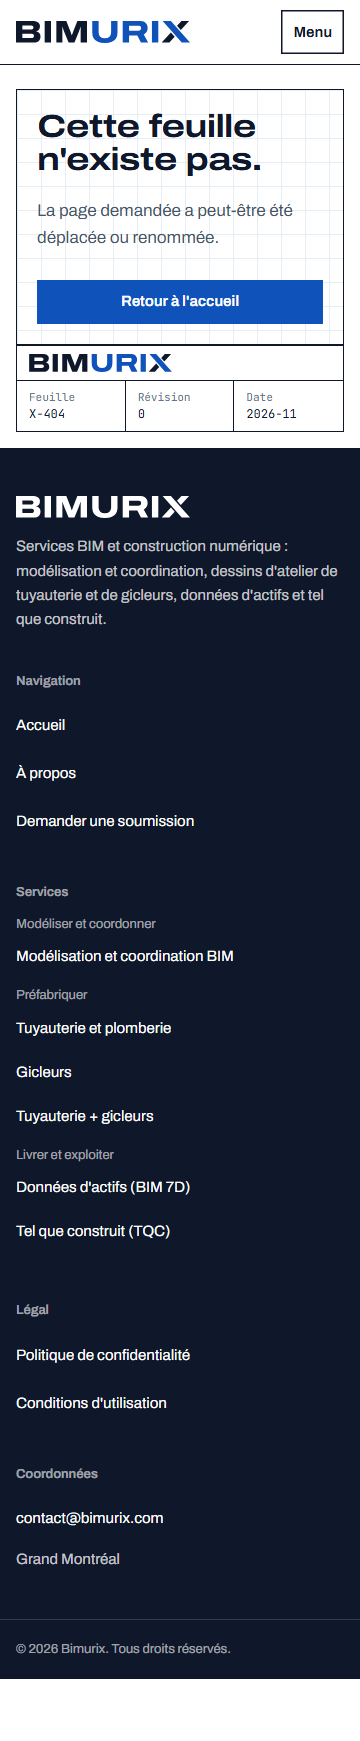 BIMURIX
Menu
Cette feuille
n'existe pas.
La page demandée a peut-être été
déplacée ou renommée.
Retour à l'accueil
BIMURIX
Feuille
X-404
Révision
0
Date
2026-11
BIMURIX
Services BIM et construction numérique :
modélisation et coordination, dessins d'atelier de
tuyauterie et de gicleurs, données d'actifs et tel
que construit.
Navigation
Accueil
À propos
Demander une soumission
Services
Modéliser et coordonner
Modélisation et coordination BIM
Préfabriquer
Tuyauterie et plomberie
Gicleurs
Tuyauterie + gicleurs
Livrer et exploiter
Données d'actifs (BIM 7D)
Tel que construit (TQC)
Légal
Politique de confidentialité
Conditions d'utilisation
Coordonnées
contact@bimurix.com
Grand Montréal
© 2026 Bimurix. Tous droits réservés.